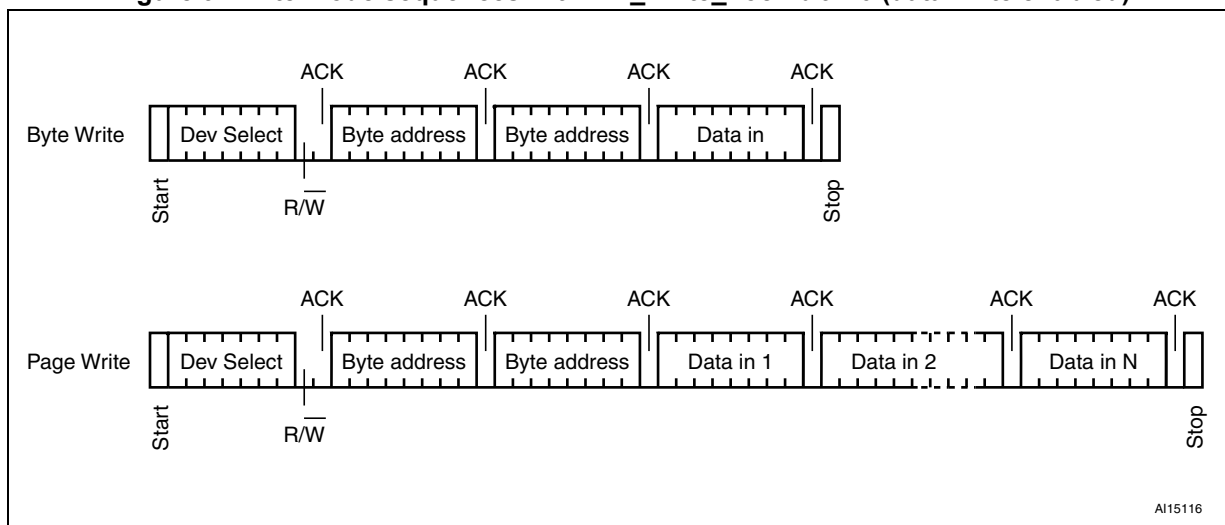 ACK ACK ACK ACK
Byte Write Dev Select Byte address Byte address Data in
Start Stop
R/W
ACK ACK ACK ACK ACK ACK
Page Write Dev Select Byte address Byte address Data in 1 Data in 2 Data in N
Start Stop
R/W
AI15116